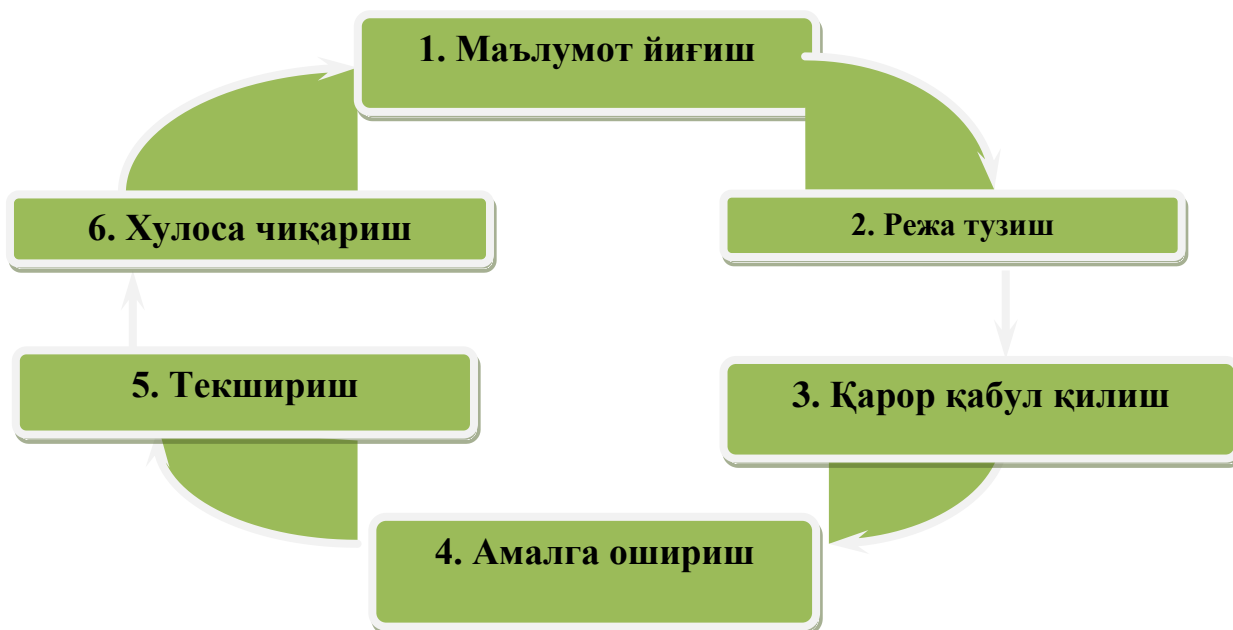 1. Маълумот йиғиш
2. Режа тузиш
3. Қарор қабул қилиш
4. Амалга ошириш
5. Текшириш
6. Хулоса чиқариш